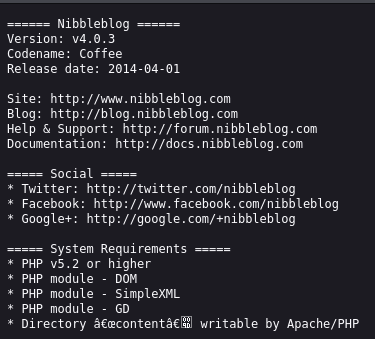 ====== Nibbleblog ======
Version: v4.0.3
Codename: Coffee
Release date: 2014-04-01
Site: http://www.nibbleblog.com
Blog: http://blog.nibbleblog.com
Help & Support: http://forum.nibbleblog.com
Documentation: http://docs.nibbleblog.com
===== Social =====
* Twitter: http://twitter.com/nibbleblog
* Facebook: http://www.facebook.com/nibbleblog
* Google+: http://google.com/+nibbleblog
===== System Requirements =====
* PHP v5.2 or higher
* PHP module - DOM
* PHP module - SimpleXML
* PHP module - GD
* Directory â€œcontentâ€ writable by Apache/PHP